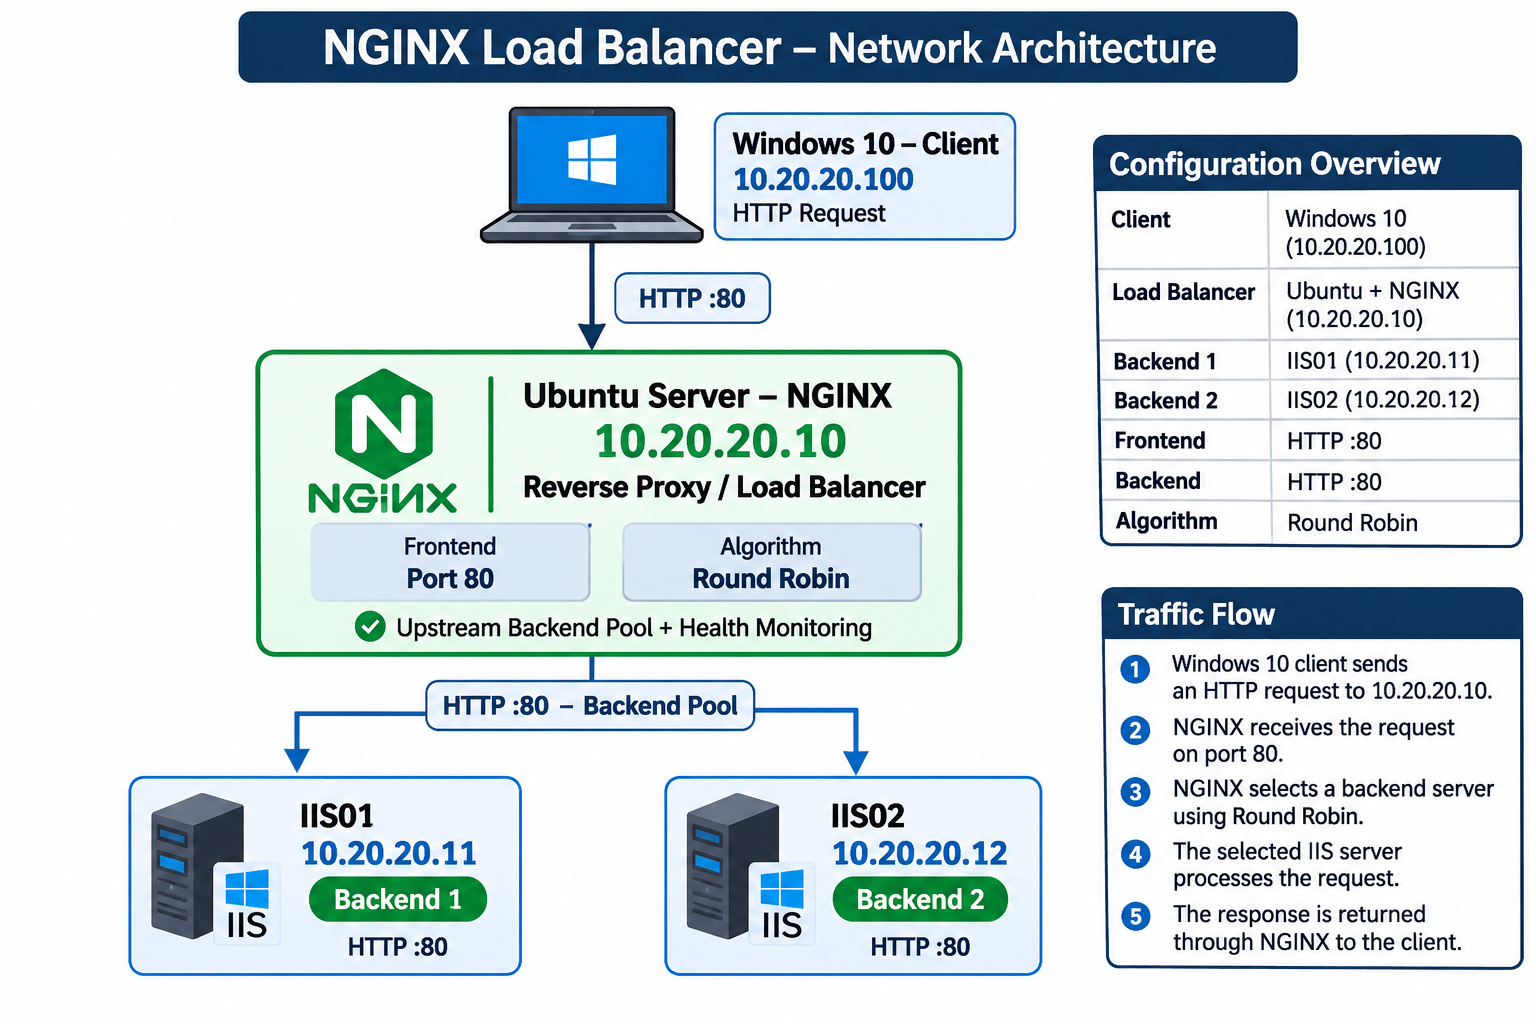 NGINX Load Balancer – Network Architecture
Windows 10 – Client
10.20.20.100
HTTP Request
HTTP :80
NGiNX
Ubuntu Server – NGINX
10.20.20.10
Reverse Proxy / Load Balancer
Frontend
Port 80
Algorithm
Round Robin
Upstream Backend Pool + Health Monitoring
HTTP :80 – Backend Pool
IIS
IIS01
10.20.20.11
Backend 1
HTTP :80
IIS
IIS02
10.20.20.12
Backend 2
HTTP :80
Configuration Overview
Client Windows 10
(10.20.20.100)
Load Balancer Ubuntu + NGINX
(10.20.20.10)
Backend 1 IIS01 (10.20.20.11)
Backend 2 IIS02 (10.20.20.12)
Frontend HTTP :80
Backend HTTP :80
Algorithm Round Robin
Traffic Flow
1 Windows 10 client sends
an HTTP request to 10.20.20.10.
2 NGINX receives the request
on port 80.
3 NGINX selects a backend server
using Round Robin.
4 The selected IIS server
processes the request.
5 The response is returned
through NGINX to the client.